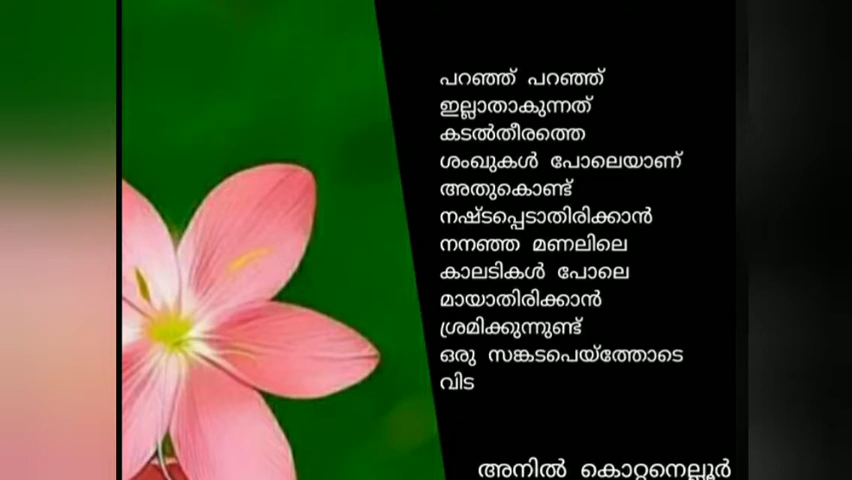 പറഞ്ഞ് പറഞ്ഞ്
ഇല്ലാതാകുന്നത്
കടൽതീരത്തെ
ശംഖുകൾ പോലെയാണ്
അതുകൊണ്ട്
നഷ്ടപ്പെടാതിരിക്കാൻ
നനഞ്ഞ മണലിലെ
കാലടികൾ പോലെ
മായാതിരിക്കാൻ
ശ്രമിക്കുന്നുണ്ട്
ഒരു സങ്കടപെയ്ത്തോടെ
വിട
അനിൽ കൊറ്റനെല്ലൂർ